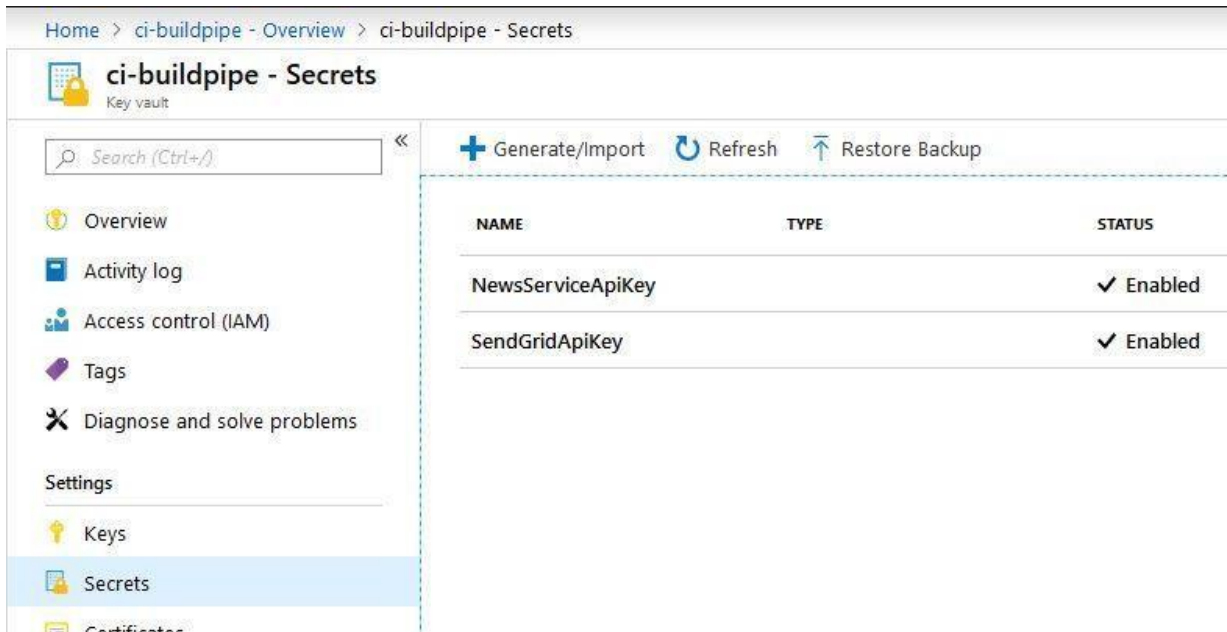 Home > ci-buildpipe - Overview > ci-buildpipe - Secrets
ci-buildpipe - Secrets
Key vault
Search (Ctrl+/)
«
Generate/Import Refresh Restore Backup
Overview
Activity log
Access control (IAM)
Tags
Diagnose and solve problems
Settings
Keys
Secrets
Certificates
NAME TYPE STATUS
NewsServiceApiKey Enabled
SendGridApiKey Enabled